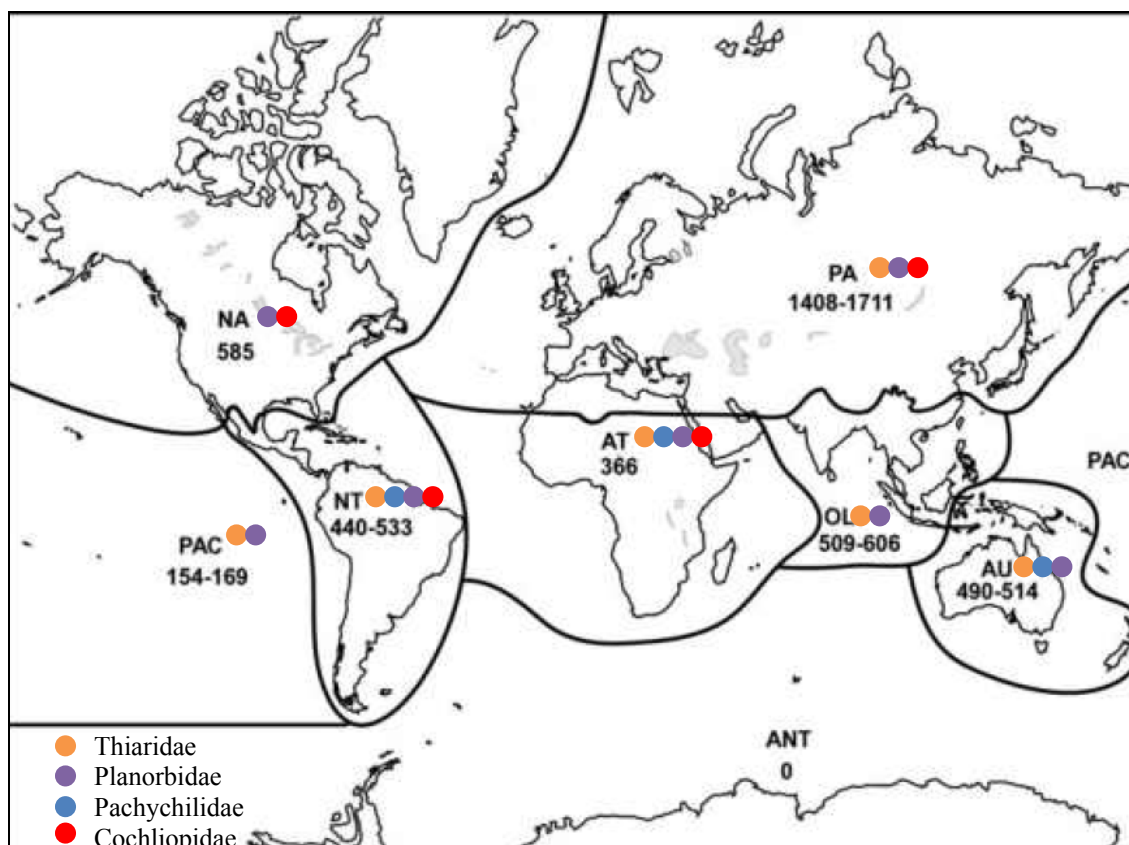 PA
1408-1711
NA
585
AT
366
PAC
NT
440-533
OL
509-606
PAC
154-169
AU
490-514
ANT
0
Thiaridae
Planorbidae
Pachychilidae
Cochliopidae